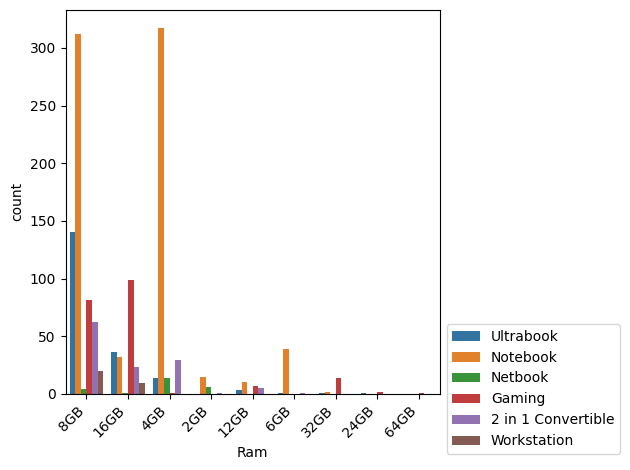 300
250
200
150
100
50
0
count
8GB
16GB
4GB
2GB
12GB
6GB
32GB
24GB
64GB
Ram
Ultrabook
Notebook
Netbook
Gaming
2 in 1 Convertible
Workstation